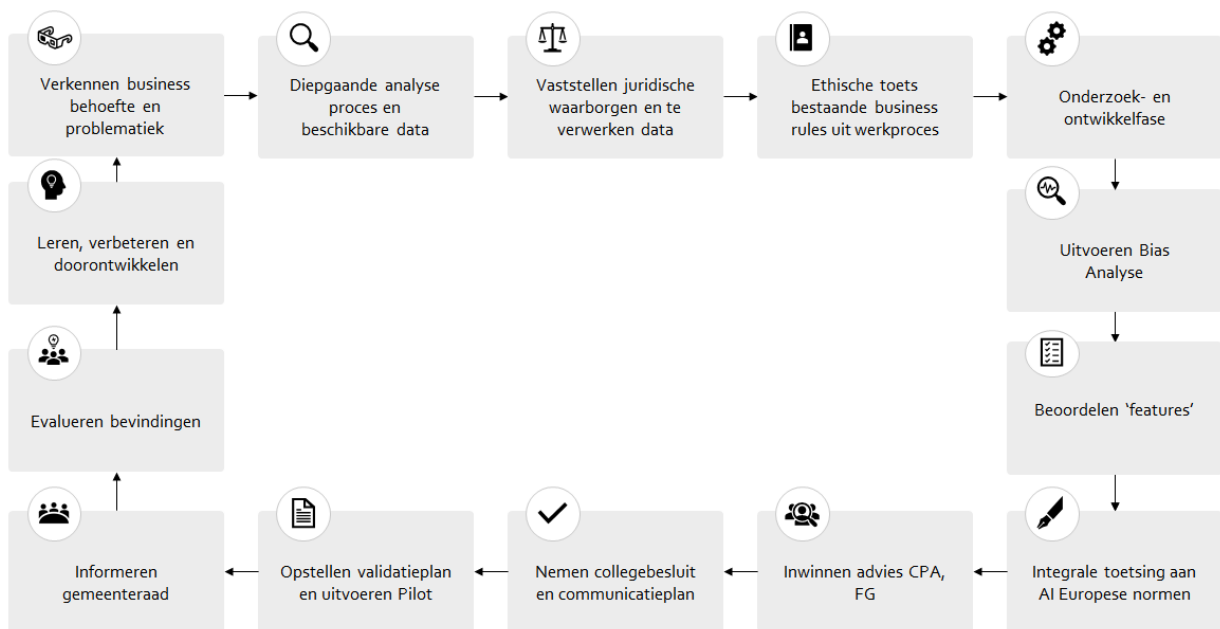 Verkennen business
behoefte en
problematiek
Diepgaande analyse
proces en
beschikbare data
Vaststellen juridische
waarborgen en te
verwerken data
Ethische toets
bestaande business
rules uit werkproces
Onderzoek- en
ontwikkelfase
Uitvoeren Bias
Analyse
Beoordelen ‘features’
Integrale toetsing aan
AI Europese normen
Inwinnen advies CPA,
FG
Nemen collegebesluit
en communicatieplan
Opstellen validatieplan
en uitvoeren Pilot
Informeren
gemeenteraad
Evalueren bevindingen
Leren, verbeteren en
doorontwikkelen